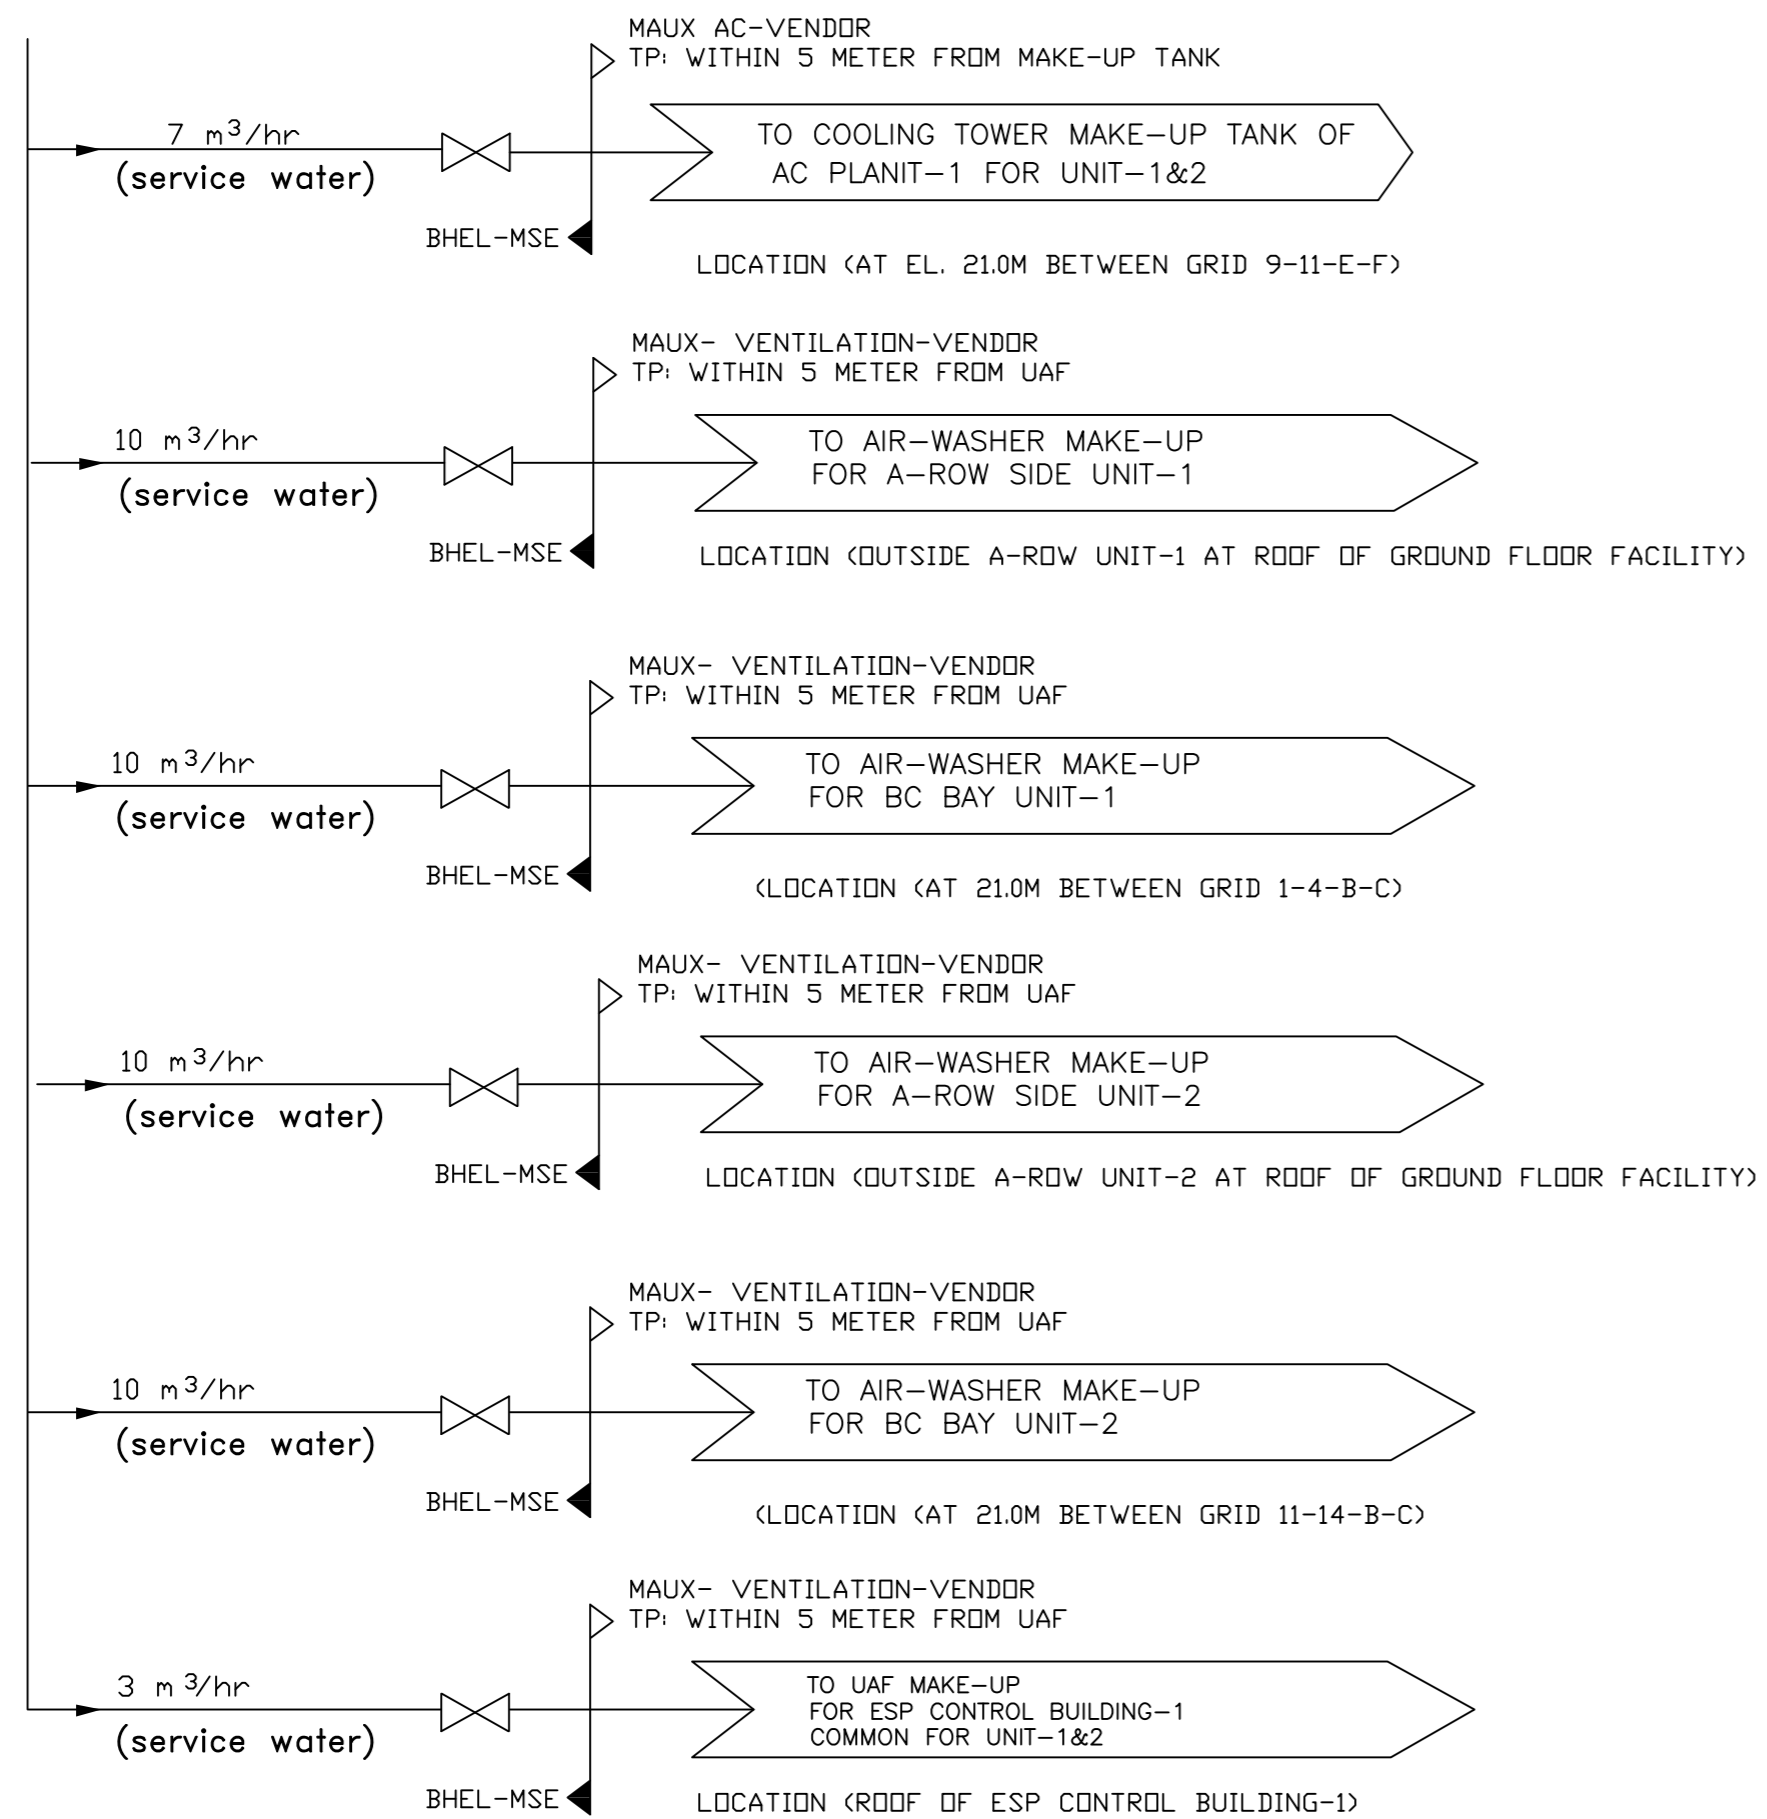 MAUX AC-VENDOR
TP: WITHIN 5 METER FROM MAKE-UP TANK
7 m3/hr
(service water)
TO COOLING TOWER MAKE-UP TANK OF
AC PLANIT-1 FOR UNIT-1&2
BHEL-MSE
LOCATION (AT EL. 21.0M BETWEEN GRID 9-11-E-F)
MAUX- VENTILATION-VENDOR
TP: WITHIN 5 METER FROM UAF
10 m3/hr
(service water)
TO AIR-WASHER MAKE-UP
FOR A-ROW SIDE UNIT-1
BHEL-MSE
LOCATION (OUTSIDE A-ROW UNIT-1 AT ROOF OF GROUND FLOOR FACILITY)
MAUX- VENTILATION-VENDOR
TP: WITHIN 5 METER FROM UAF
10 m3/hr
(service water)
TO AIR-WASHER MAKE-UP
FOR BC BAY UNIT-1
BHEL-MSE
(LOCATION (AT 21.0M BETWEEN GRID 1-4-B-C)
MAUX- VENTILATION-VENDOR
TP: WITHIN 5 METER FROM UAF
10 m3/hr
(service water)
TO AIR-WASHER MAKE-UP
FOR A-ROW SIDE UNIT-2
BHEL-MSE
LOCATION (OUTSIDE A-ROW UNIT-2 AT ROOF OF GROUND FLOOR FACILITY)
MAUX- VENTILATION-VENDOR
TP: WITHIN 5 METER FROM UAF
10 m3/hr
(service water)
TO AIR-WASHER MAKE-UP
FOR BC BAY UNIT-2
BHEL-MSE
(LOCATION (AT 21.0M BETWEEN GRID 11-14-B-C)
MAUX- VENTILATION-VENDOR
TP: WITHIN 5 METER FROM UAF
3 m3/hr
(service water)
TO UAF MAKE-UP
FOR ESP CONTROL BUILDING-1
COMMON FOR UNIT-1&2
BHEL-MSE
LOCATION (ROOF OF ESP CONTROL BUILDING-1)